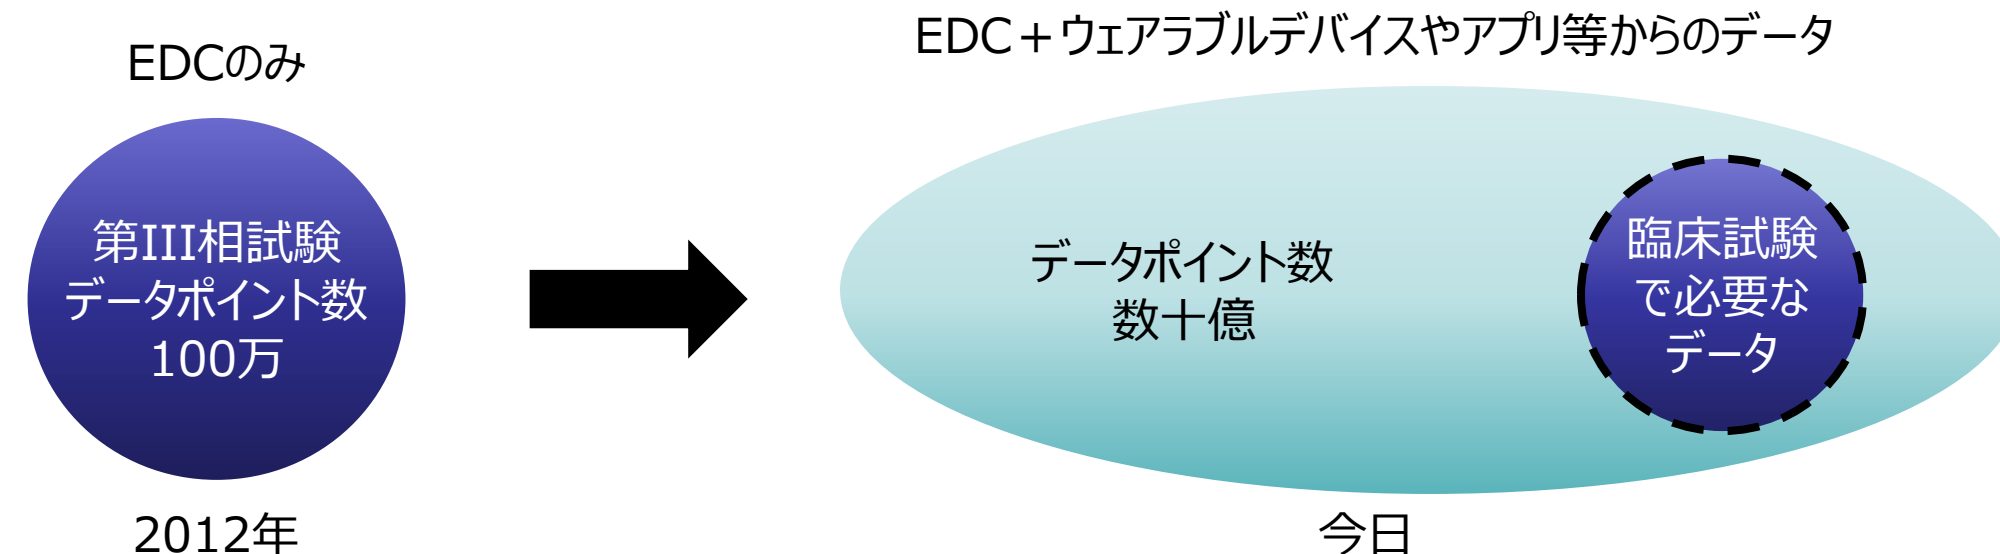 EDCのみ
第III相試験
データポイント数
100万
2012年
EDC＋ウェアラブルデバイスやアプリ等からのデータ
データポイント数
数十億
臨床試験
で必要な
データ
今日